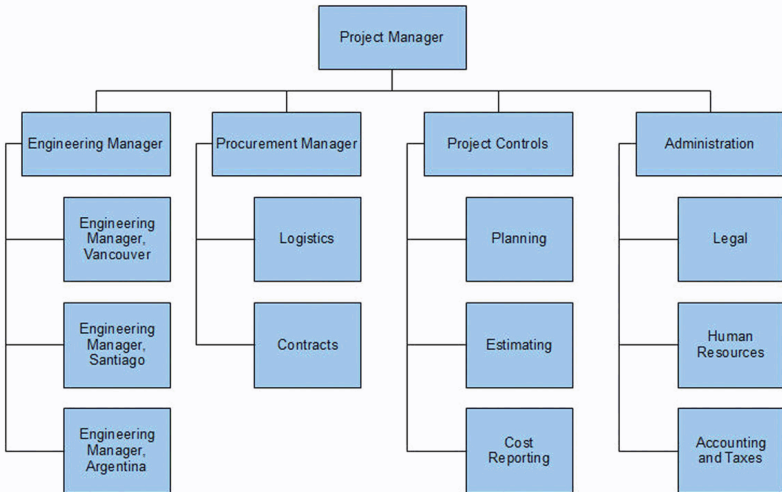 Project Manager
Engineering Manager
Procurement Manager
Project Controls
Administration
Engineering
Manager,
Vancouver
Logistics
Planning
Legal
Engineering
Manager,
Santiago
Contracts
Estimating
Human
Resources
Engineering
Manager,
Argentina
Cost
Reporting
Accounting
and Taxes